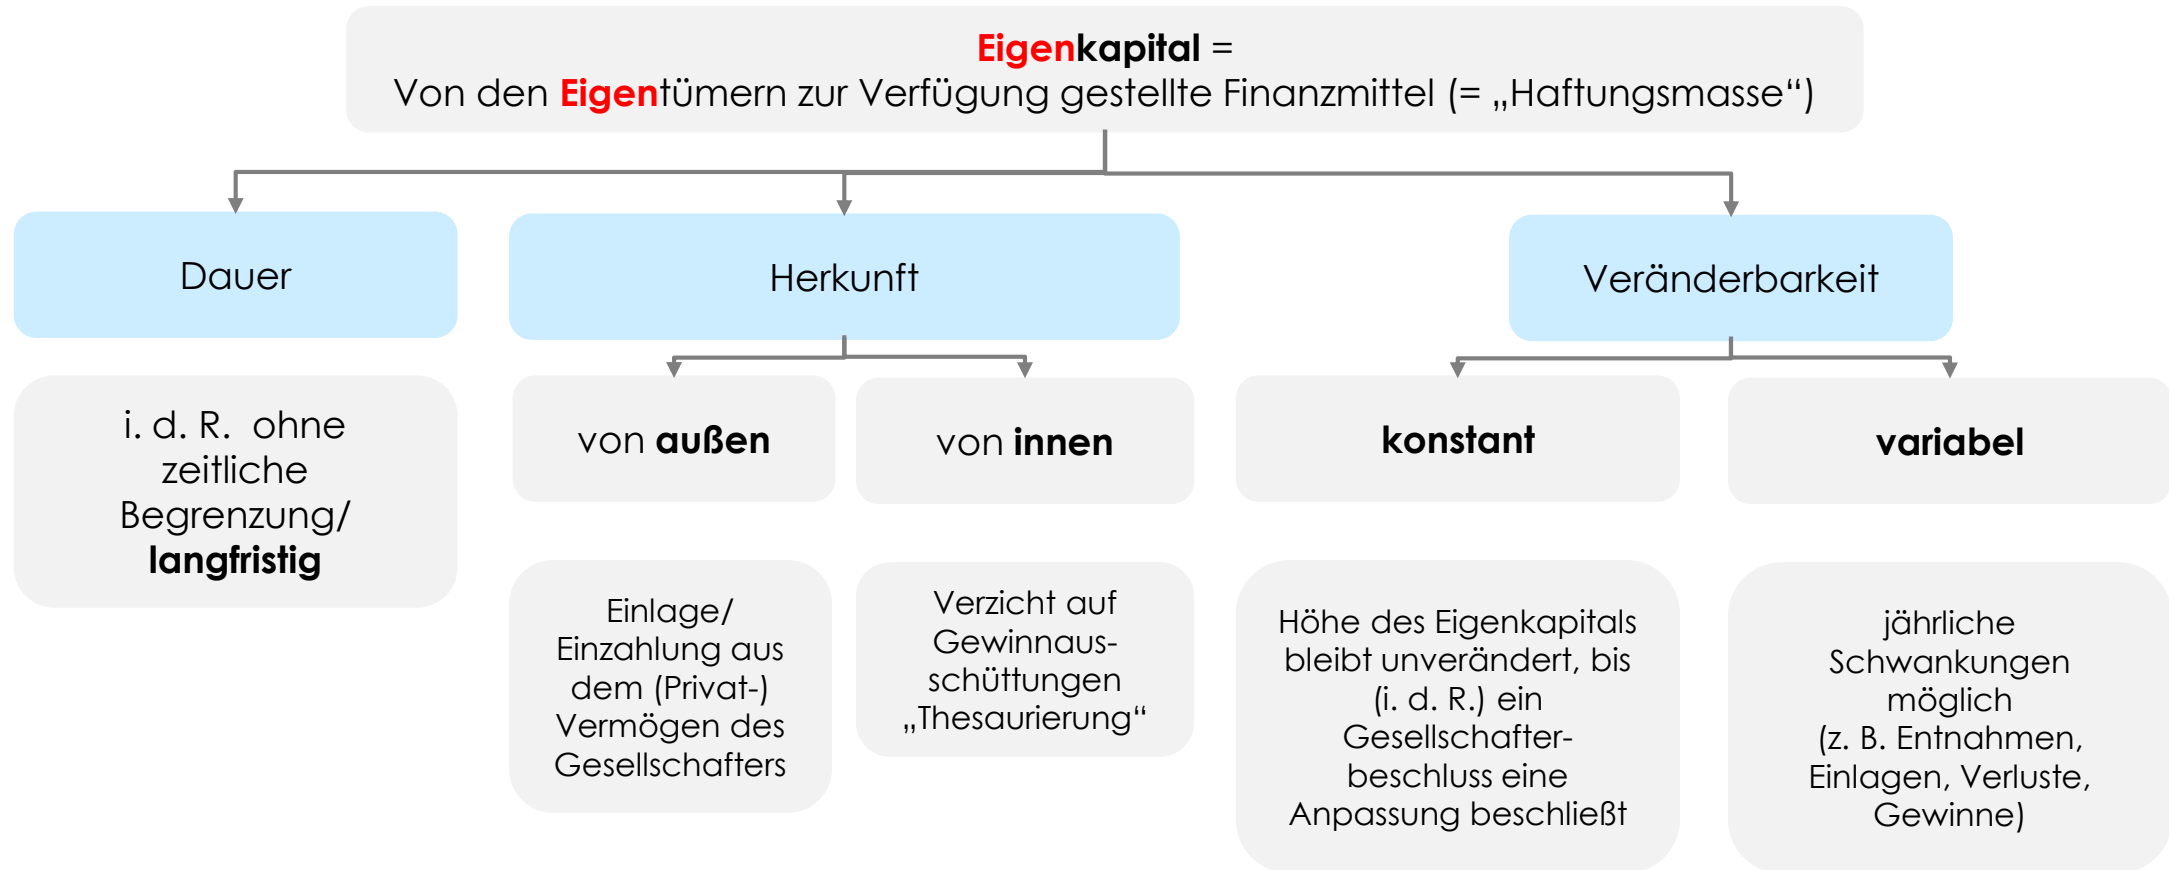 Eigenkapital =
Von den Eigentümern zur Verfügung gestellte Finanzmittel (= „Haftungsmasse“)
Dauer
Herkunft
Veränderbarkeit
i. d. R. ohne
zeitliche
Begrenzung/
langfristig
von außen
von innen
konstant
variabel
Einlage/
Einzahlung aus
dem (Privat-)
Vermögen des
Gesellschafters
Verzicht auf
Gewinnaus-
schüttungen
„Thesaurierung“
Höhe des Eigenkapitals
bleibt unverändert, bis
(i. d. R.) ein
Gesellschafter-
beschluss eine
Anpassung beschließt
jährliche
Schwankungen
möglich
(z. B. Entnahmen,
Einlagen, Verluste,
Gewinne)